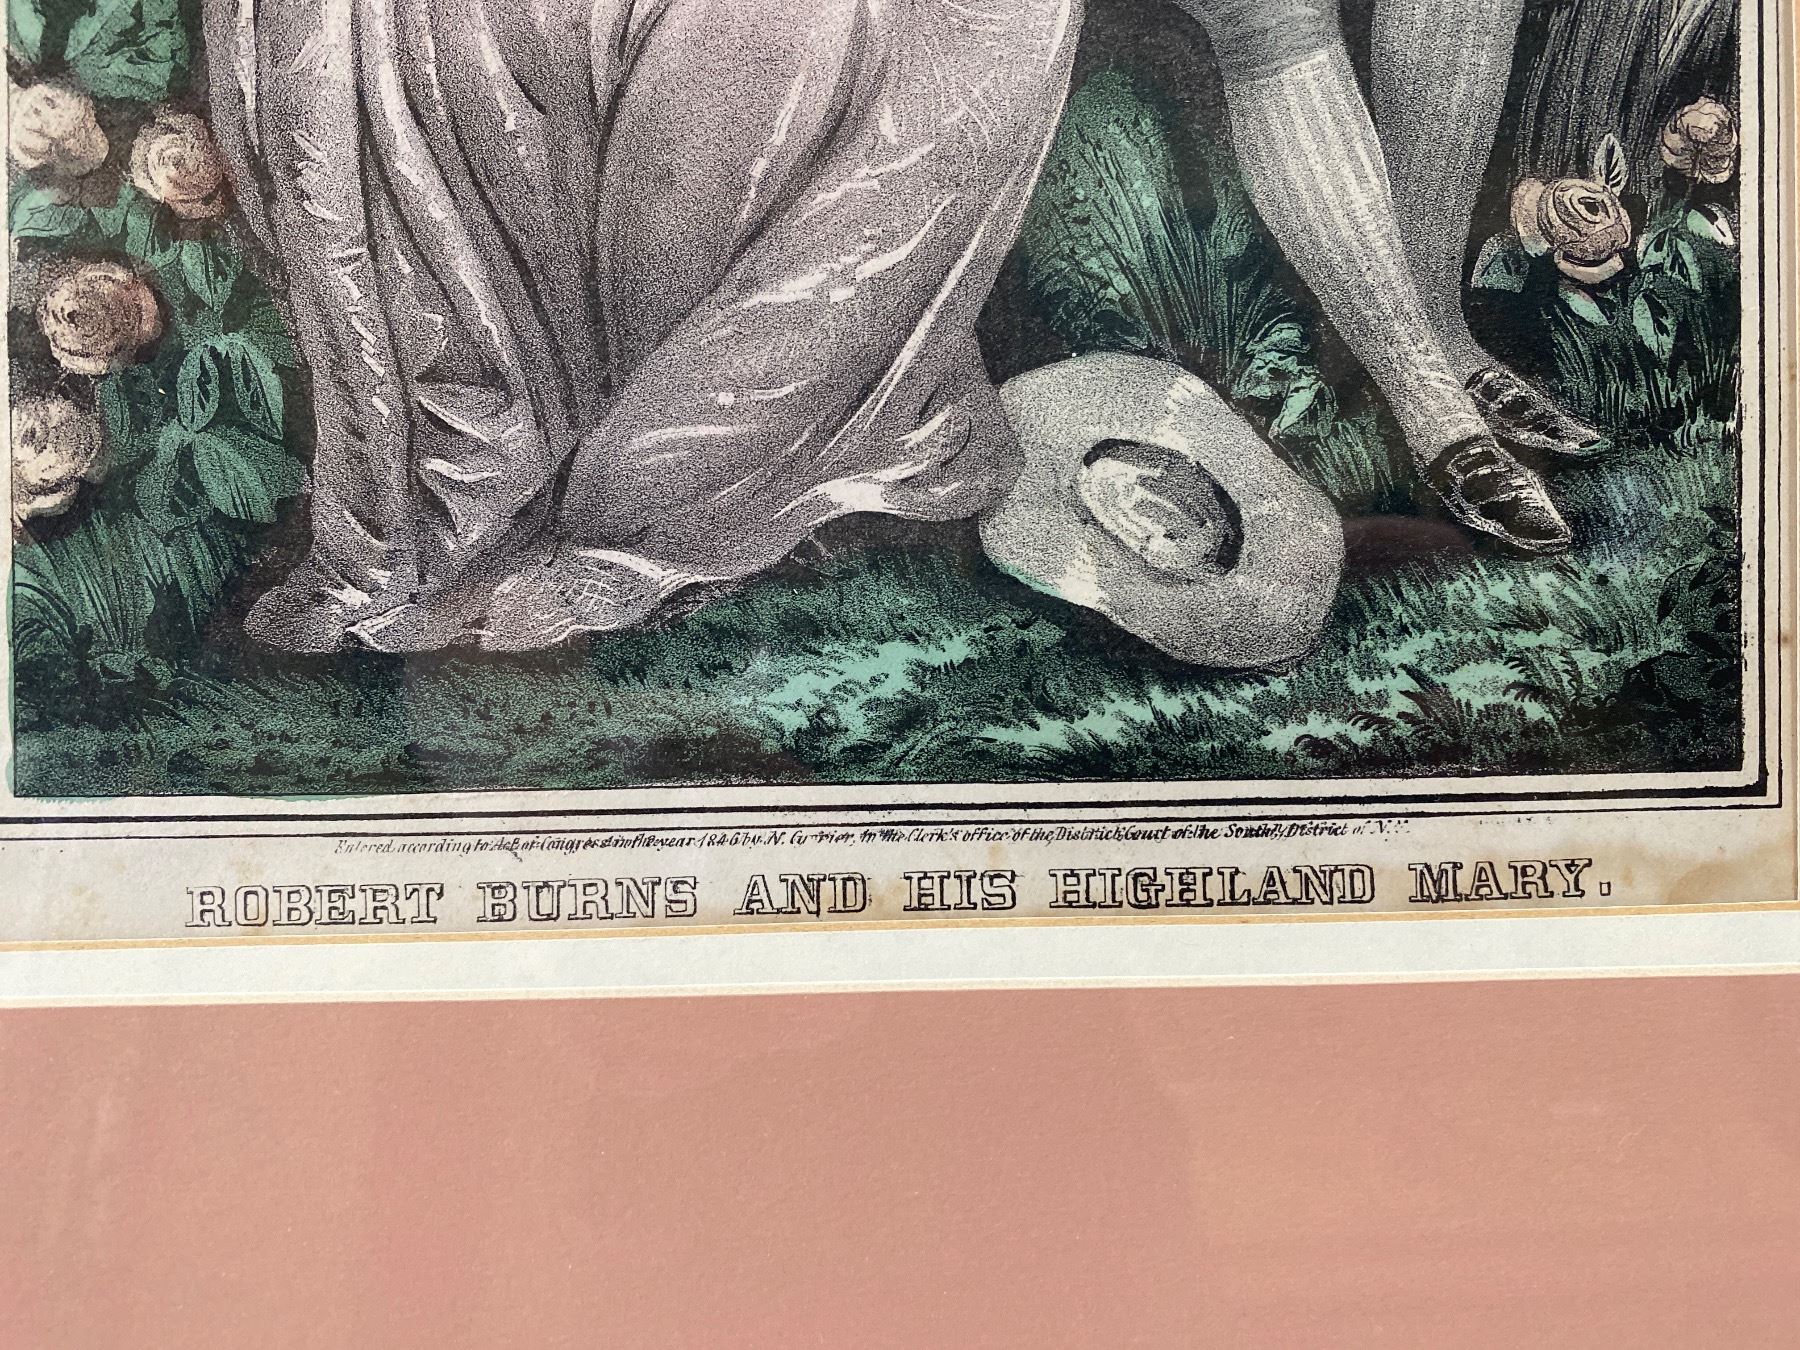 Entered according to Act of Congress in the year 1846 by N. Currier, In the Clerk's office of the District Court of the South'n District of N.Y.
ROBERT BURNS AND HIS HIGHLAND MARY.